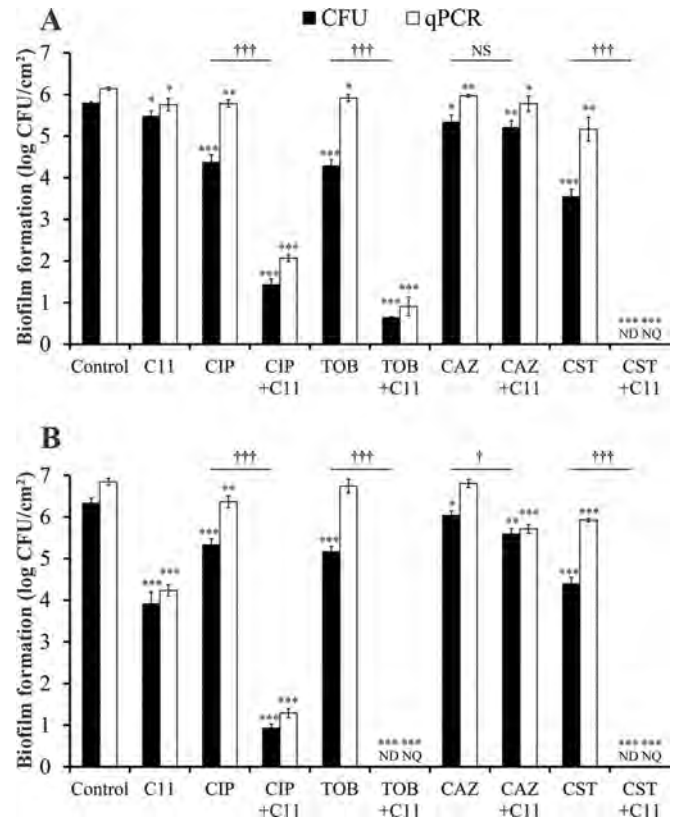 A
CFU qPCR
Biofilm formation (log CFU/cm²)
7
6
5
4
3
2
1
0
††† ††† NS †††
* * *** ** *** *** *** * *** *** * ** ** * *** ** *** ***
ND NQ
Control C11 CIP CIP TOB TOB CAZ CAZ CST CST
+C11 +C11 +C11 +C11
B
Biofilm formation (log CFU/cm²)
7
6
5
4
3
2
1
0
††† ††† † †††
*** *** *** ** *** *** *** *** *** * ** *** *** *** *** ***
ND NQ ND NQ
Control C11 CIP CIP TOB TOB CAZ CAZ CST CST
+C11 +C11 +C11 +C11